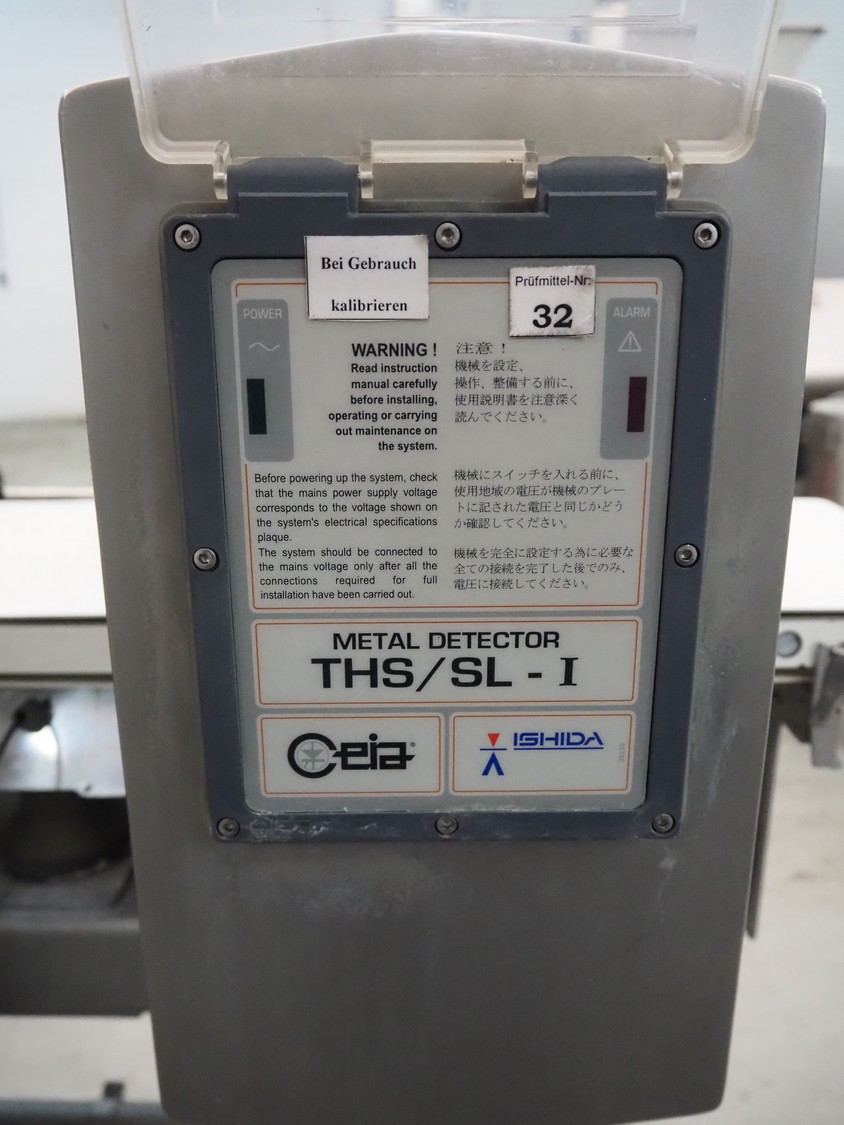 Bei Gebrauch
kalibrieren
Prüfmittel-Nr.
32
POWER
ALARM
WARNING !
Read instruction
manual carefully
before installing,
operating or carrying
out maintenance on
the system.
注意！
機械を設定、
操作、整備する前に、
使用説明書を注意深く
読んでください。
Before powering up the system, check
that the mains power supply voltage
corresponds to the voltage shown on
the system's electrical specifications
plaque.
The system should be connected to
the mains voltage only after all the
connections required for full
installation have been carried out.
機械にスイッチを入れる前に、
使用地域の電圧が機械のプレー
トに記された電圧と同じかどう
か確認してください。
機械を完全に設定する為に必要な
全ての接続を完了した後でのみ、
電圧に接続してください。
METAL DETECTOR
THS/SL - I
Ceia®
ISHIDA